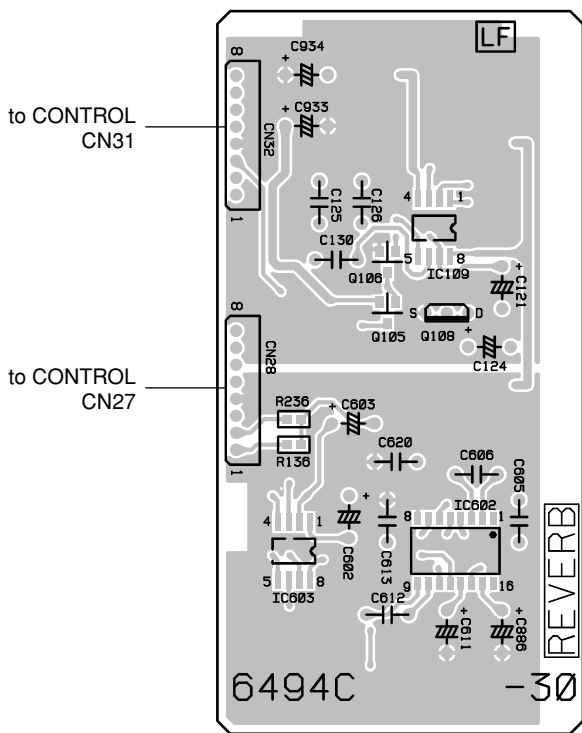 LF
C934
8
C933
to CONTROL
CN31
CN32
4
1
C125
C126
1
C130
5
8
IC109
Q106
C121
S
D
8
Q105
Q108
CN28
C124
to CONTROL
CN27
R236
C603
R136
C620
C606
C605
1
IC602
4
1
8
1
C602
C613
5
8
IC603
9
16
C612
C611
C886
REVERB
6494C
-30